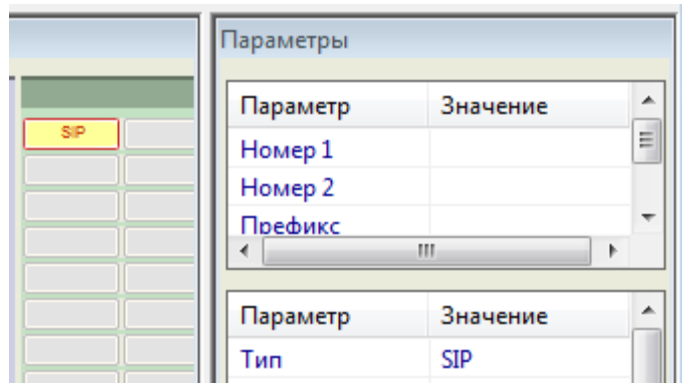 Параметры
Параметр Значение
SIP
Номер 1
Номер 2
Префикс
Параметр Значение
Тип SIP